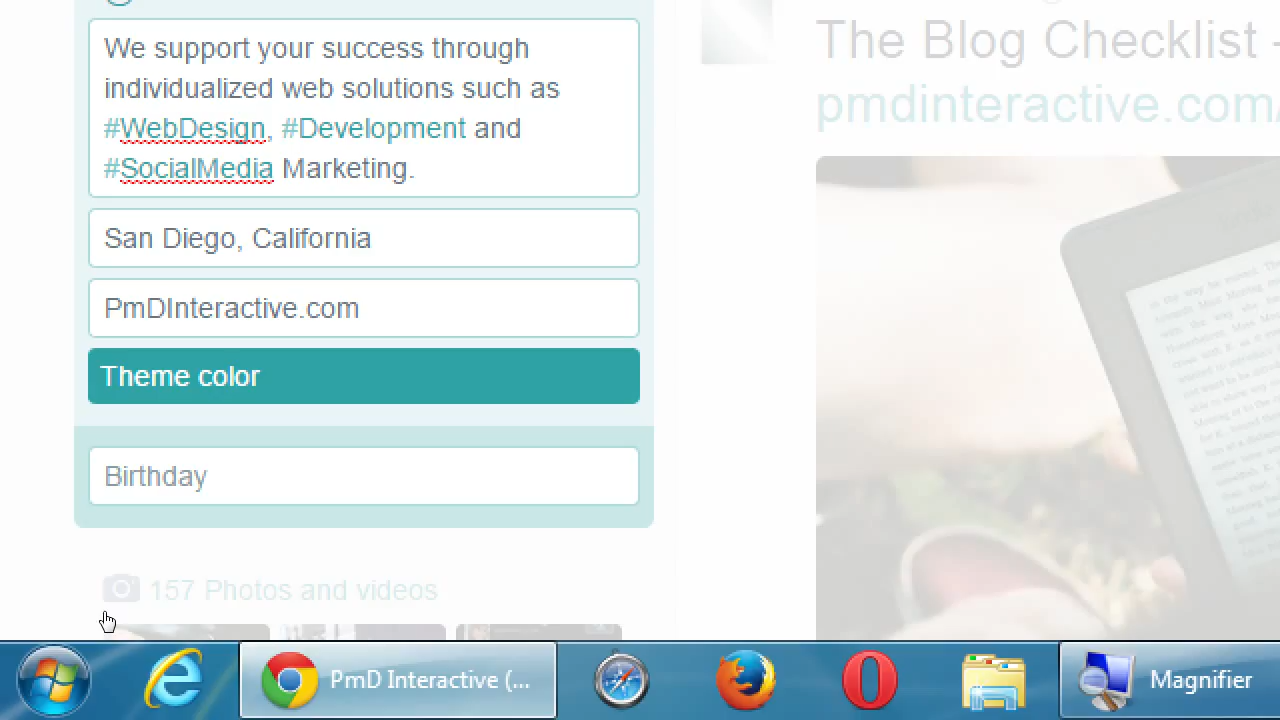 We support your success through
individualized web solutions such as
#WebDesign, #Development and
#SocialMedia Marketing.
San Diego, California
PmDInteractive.com
Theme color
Birthday
157 Photos and videos
The Blog Checklist -
pmdinteractive.com/
PmD Interactive (...
Magnifier